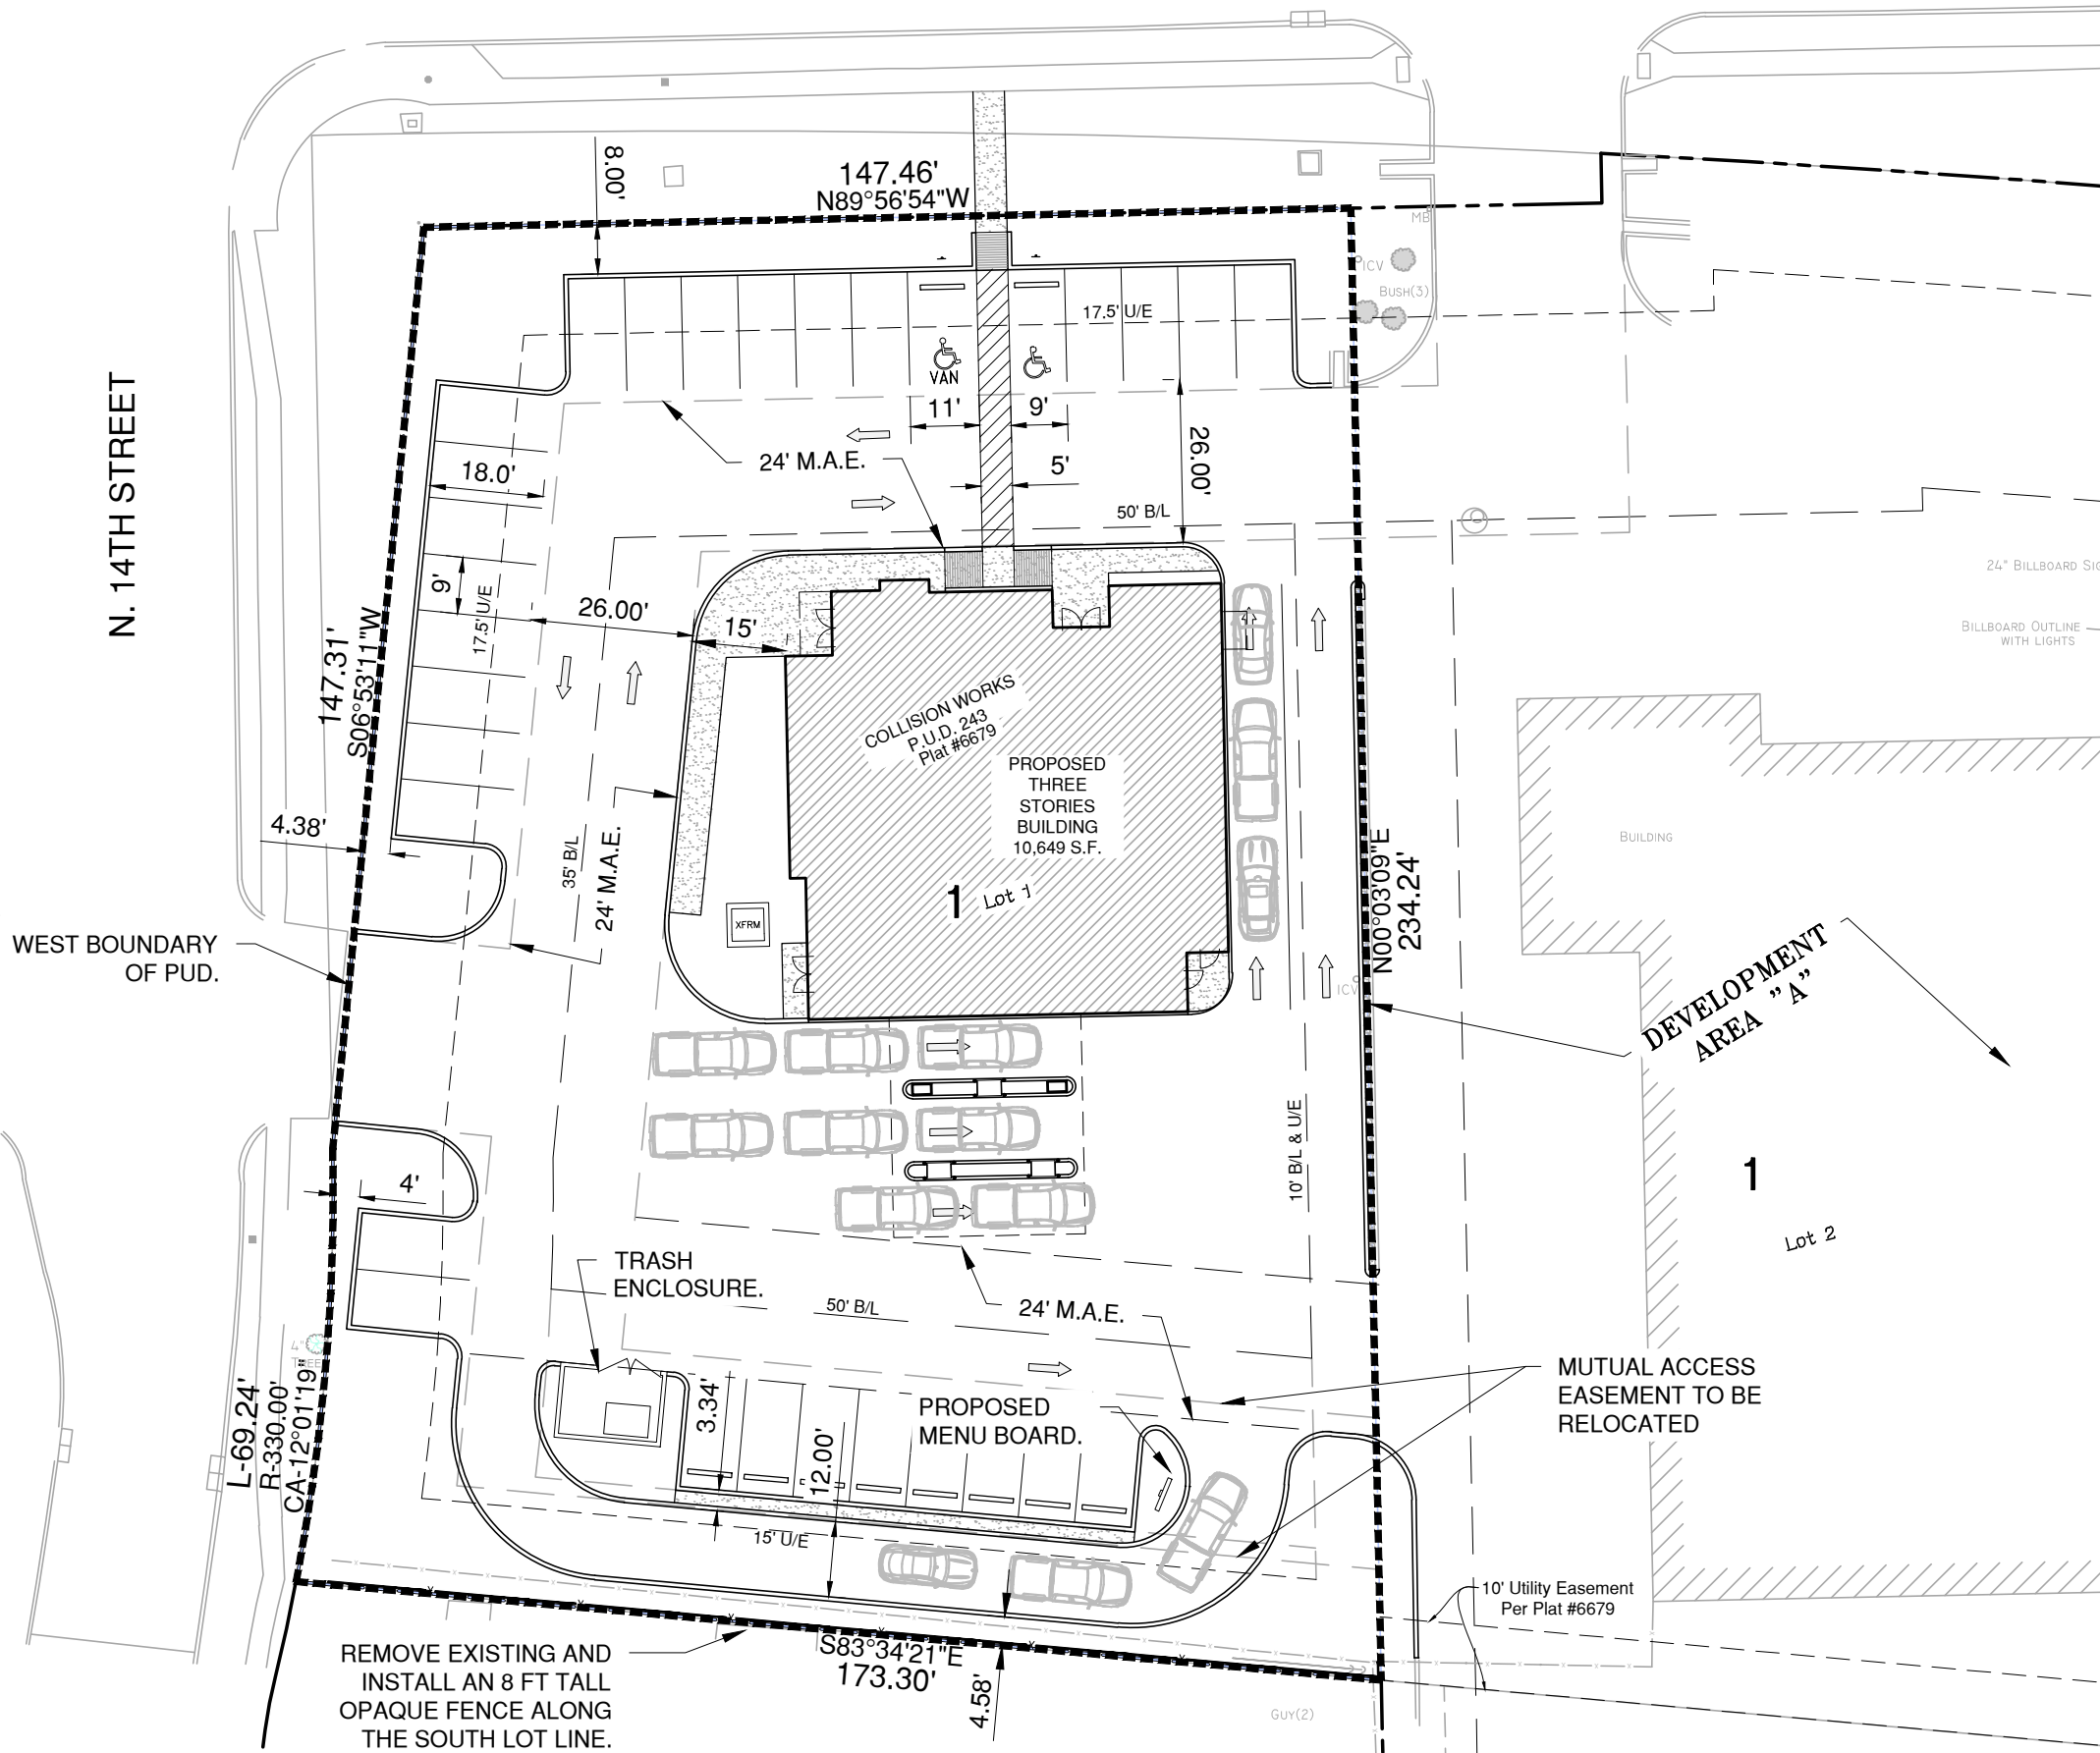 8.00'
147.46'
N89°56'54"W
MB
ICV
BUSH(3)
17.5' U/E
VAN
11'
9'
24' M.A.E.
5'
26.00'
50' B/L
N. 14TH STREET
18.0'
9'
17.5' U/E
26.00'
15'
24" BILLBOARD SIG
BILLBOARD OUTLINE
WITH LIGHTS
147.31'
S06°53'11"W
COLLISION WORKS
P.U.D. 243
Plat #6679
PROPOSED
THREE
STORIES
BUILDING
10,649 S.F.
1
Lot 1
4.38'
35' B/L
24' M.A.E.
XFRM
N00°03'09"E
234.24'
BUILDING
WEST BOUNDARY
OF PUD.
ICV
DEVELOPMENT
AREA "A"
10' B/L & U/E
1
Lot 2
4'
TRASH
ENCLOSURE.
50' B/L
24' M.A.E.
4"
TREE
L-69.24'
R-330.00'
CA-12°01'19"
3.34'
12.00'
PROPOSED
MENU BOARD.
MUTUAL ACCESS
EASEMENT TO BE
RELOCATED
15' U/E
10' Utility Easement
Per Plat #6679
REMOVE EXISTING AND
INSTALL AN 8 FT TALL
OPAQUE FENCE ALONG
THE SOUTH LOT LINE.
S83°34'21"E
173.30'
4.58'
GUY(2)